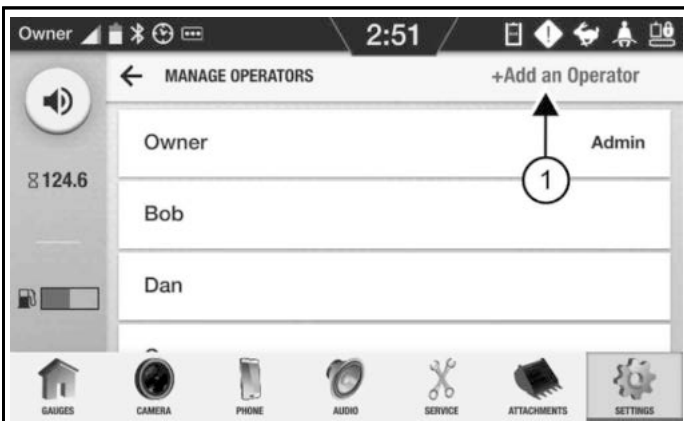 Owner 2:51
MANAGE OPERATORS +Add an Operator
Owner Admin
1
124.6
Bob
Dan
GAUGES CAMERA PHONE AUDIO SERVICE ATTACHMENTS SETTINGS